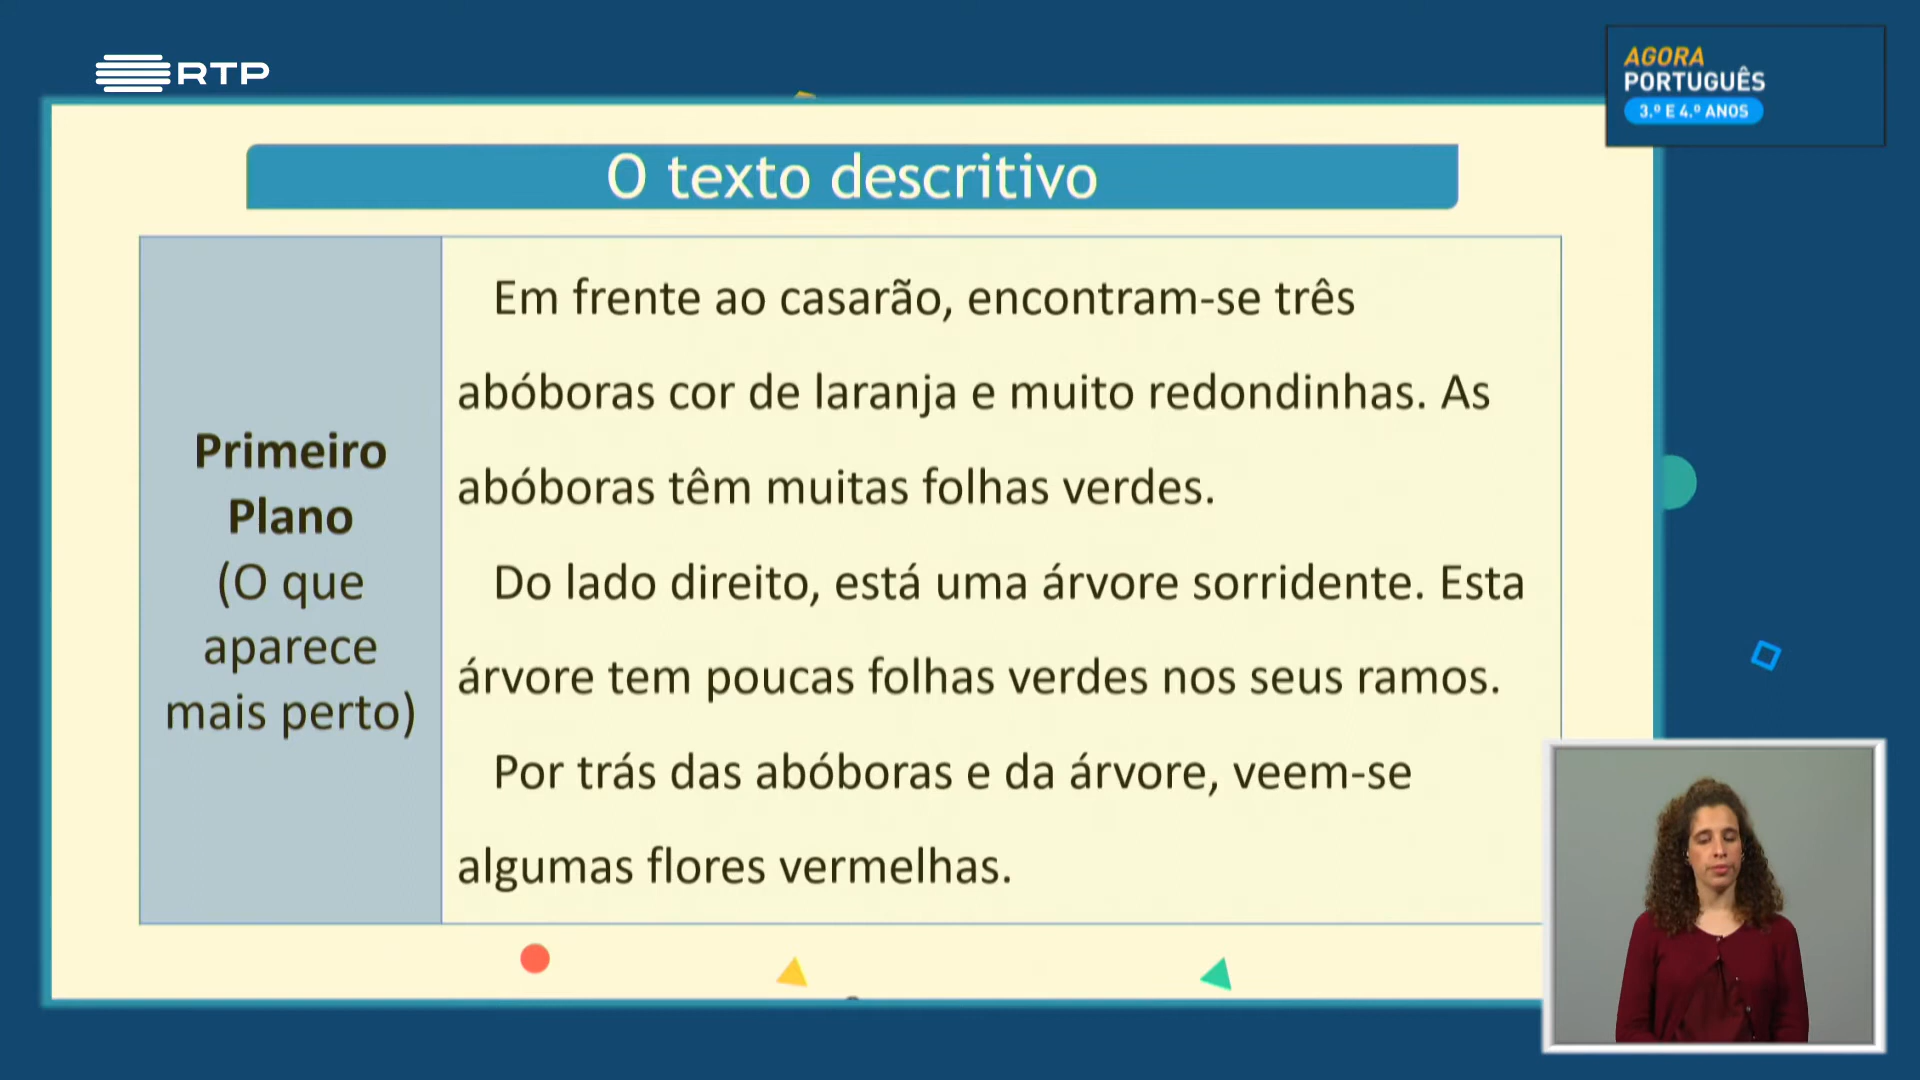 RTP
AGORA
PORTUGUÊS
3.º E 4.º ANOS
O texto descritivo
Primeiro
Plano
(O que
aparece
mais perto)
Em frente ao casarão, encontram-se três
abóboras cor de laranja e muito redondinhas. As
abóboras têm muitas folhas verdes.
Do lado direito, está uma árvore sorridente. Esta
árvore tem poucas folhas verdes nos seus ramos.
Por trás das abóboras e da árvore, veem-se
algumas flores vermelhas.